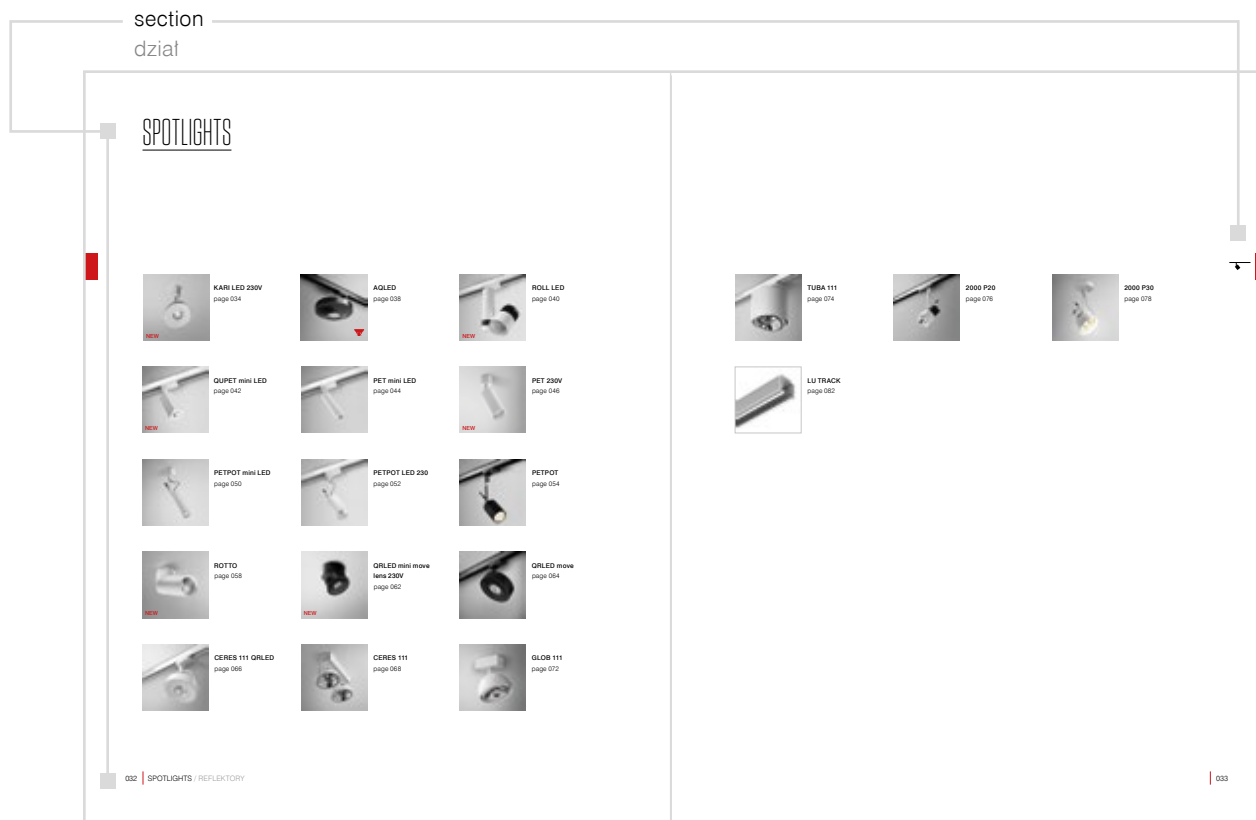 section
dział
SPOTLIGHTS
KARI LED 230V
page 034
NEW
AQLED
page 038
ROLL LED
page 040
NEW
QUPET mini LED
page 042
NEW
PET mini LED
page 044
PET 230V
page 046
NEW
PETPOT mini LED
page 050
PETPOT LED 230
page 052
PETPOT
page 054
ROTTO
page 058
NEW
QRLED mini move
lens 230V
page 062
NEW
QRLED move
page 064
CERES 111 QRLED
page 066
CERES 111
page 068
GLOB 111
page 072
TUBA 111
page 074
2000 P20
page 076
2000 P30
page 078
LU TRACK
page 082
032 SPOTLIGHTS / REFLEKTORY
033